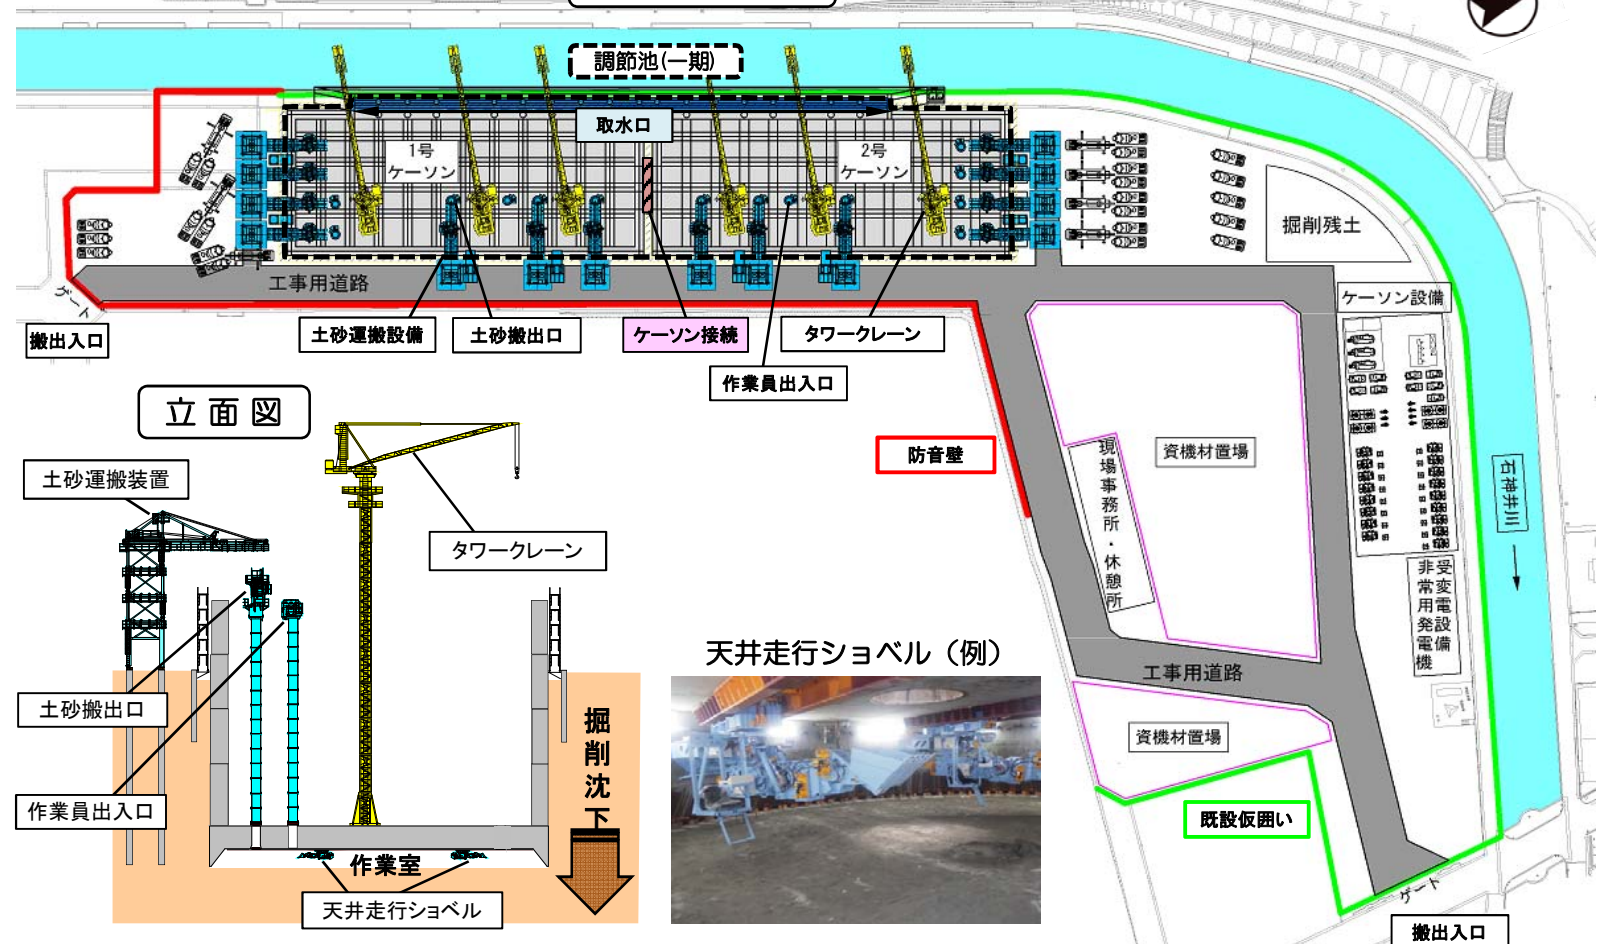 調節池(一期)
取水口
1号
ケーソン
2号
ケーソン
掘削残土
工事用道路
ゲート
搬出入口
土砂運搬設備
土砂搬出口
ケーソン接続
タワークレーン
作業員出入口
ケーソン設備
防音壁
資機材置場
現場事務所・休憩所
石神井川
受変電設備
非常用発電機
工事用道路
資機材置場
既設仮囲い
ゲート
搬出入口
立面図
土砂運搬装置
タワークレーン
土砂搬出口
作業員出入口
作業室
天井走行ショベル
掘削沈下
天井走行ショベル（例）